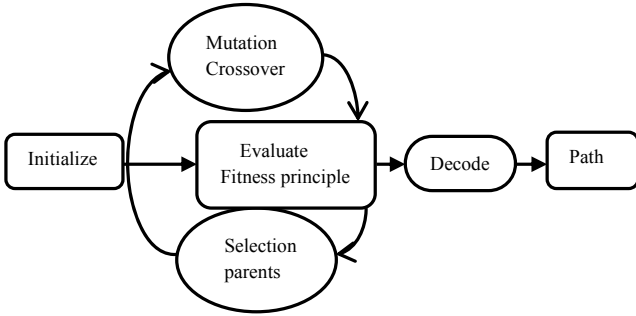 Mutation
Crossover
Initialize
Evaluate
Fitness principle
Decode
Path
Selection
parents